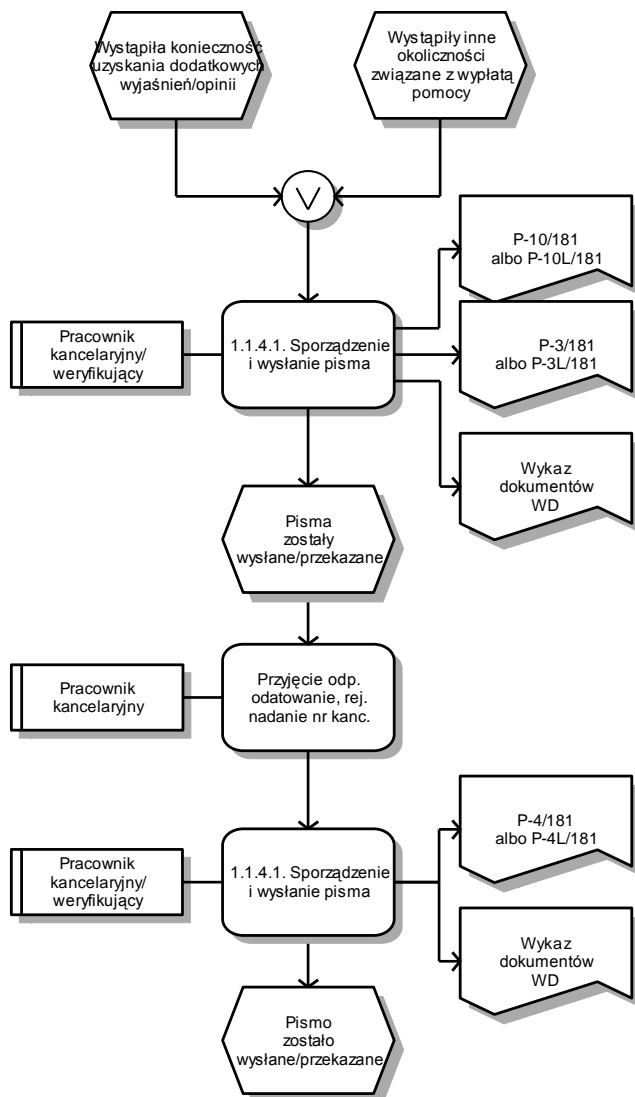 Wystąpiła konieczność
uzyskania dodatkowych
wyjaśnień/opinii
Wystąpiły inne
okoliczności
związane z wypłatą
pomocy
V
P-10/181
albo P-10L/181
Pracownik
kancelaryjny/
weryfikujący
1.1.4.1. Sporządzenie
i wysłanie pisma
P-3/181
albo P-3L/181
Wykaz
dokumentów
WD
Pisma
zostały
wysłane/przekazane
Pracownik
kancelaryjny
Przyjęcie odp.
odatowanie, rej.
nadanie nr kanc.
Pracownik
kancelaryjny/
weryfikujący
1.1.4.1. Sporządzenie
i wysłanie pisma
P-4/181
albo P-4L/181
Wykaz
dokumentów
WD
Pismo
zostało
wysłane/przekazane